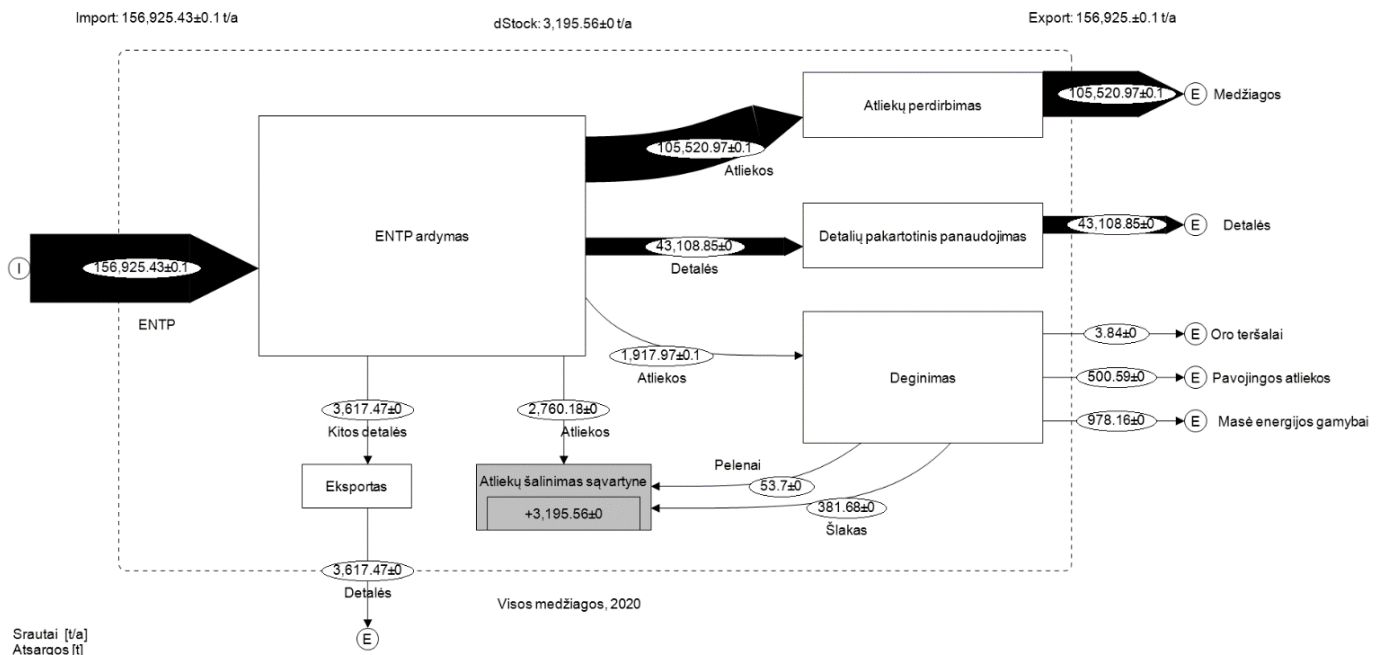 Import: 156,925.43±0.1 t/a
dStock: 3,195.56±0 t/a
Export: 156,925.±0.1 t/a
Atliekų perdirbimas
105,520.97±0.1
E
Medžiagos
105,520.97±0.1
Atliekos
ENTP ardymas
43,108.85±0
Detalės
Detalių pakartotinis panaudojimas
43,108.85±0
E
Detalės
I
156,925.43±0.1
ENTP
1,917.97±0.1
Atliekos
Deginimas
3.84±0
E
Oro teršalai
500.59±0
E
Pavojingos atliekos
978.16±0
E
Masė energijos gamybai
3,617.47±0
Kitos detalės
2,760.18±0
Atliekos
Pelenai
53.7±0
381.68±0
Šlakas
Eksportas
Atliekų šalinimas sąvartyne
+3,195.56±0
3,617.47±0
Detalės
E
Visos medžiagos, 2020
Srautai [t/a]
Atsargos [t]